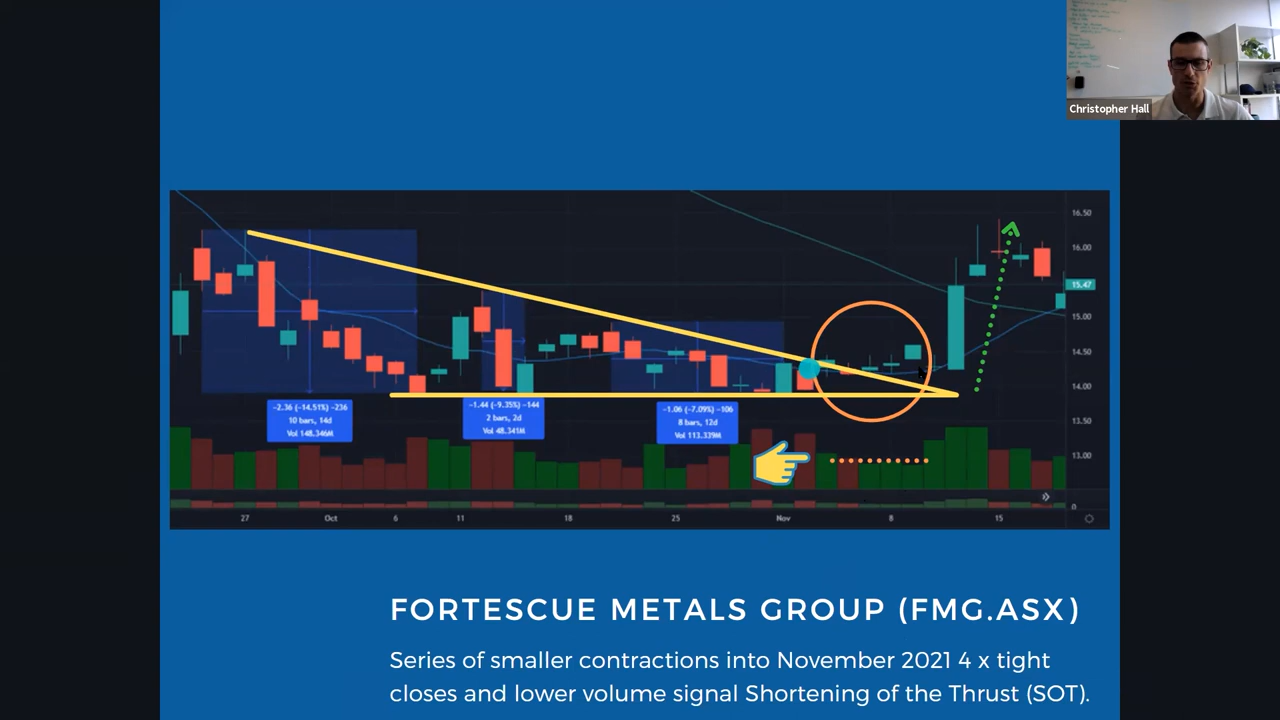 Christopher Hall
16.50
16.00
15.47
15.00
14.50
14.00
13.50
13.00
0
−2.36 (−14.51%) −236
10 bars, 14d
Vol 148.346M
−1.44 (−9.35%) −144
2 bars, 2d
Vol 48.341M
−1.06 (−7.09%) −106
8 bars, 12d
Vol 113.339M
27 Oct 6 11 18 25 Nov 8 15
FORTESCUE METALS GROUP (FMG.ASX)
Series of smaller contractions into November 2021 4 x tight
closes and lower volume signal Shortening of the Thrust (SOT).